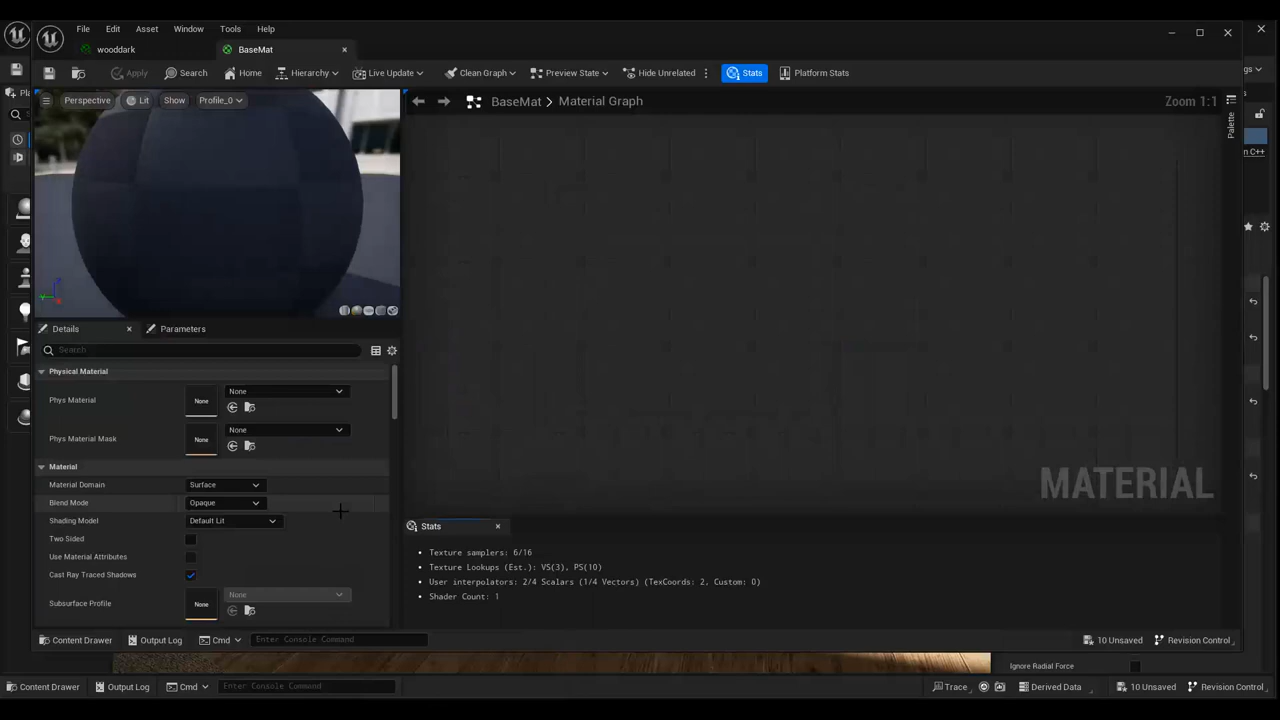 File Edit Asset Window Tools Help
wooddark BaseMat
Apply Search Home Hierarchy Live Update Clean Graph Preview State Hide Unrelated Stats Platform Stats
Perspective Lit Show Profile_0
BaseMat > Material Graph Zoom 1:1
Palette
n C++
Details Parameters
Search
Physical Material
Phys Material None
None
Phys Material Mask None
None
Material
Material Domain Surface
Blend Mode Opaque
Shading Model Default Lit
Two Sided
Use Material Attributes
Cast Ray Traced Shadows
Subsurface Profile None
None
MATERIAL
Stats
Texture samplers: 6/16
Texture Lookups (Est.): VS(3), PS(10)
User interpolators: 2/4 Scalars (1/4 Vectors) (TexCoords: 2, Custom: 0)
Shader Count: 1
Content Drawer Output Log Cmd Enter Console Command 10 Unsaved Revision Control
Ignore Radial Force
Content Drawer Output Log Cmd Enter Console Command Trace Derived Data 10 Unsaved Revision Control